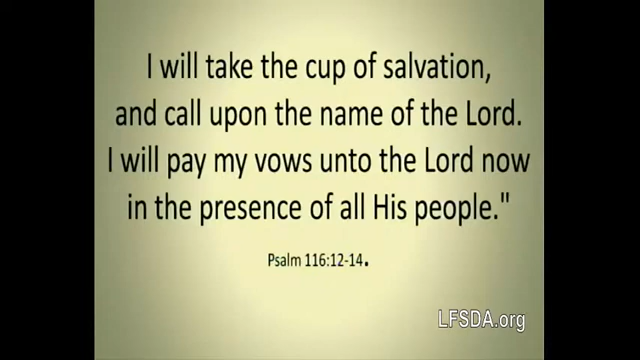 I will take the cup of salvation,
and call upon the name of the Lord.
I will pay my vows unto the Lord now
in the presence of all His people."
Psalm 116:12-14.
LFSDA.org